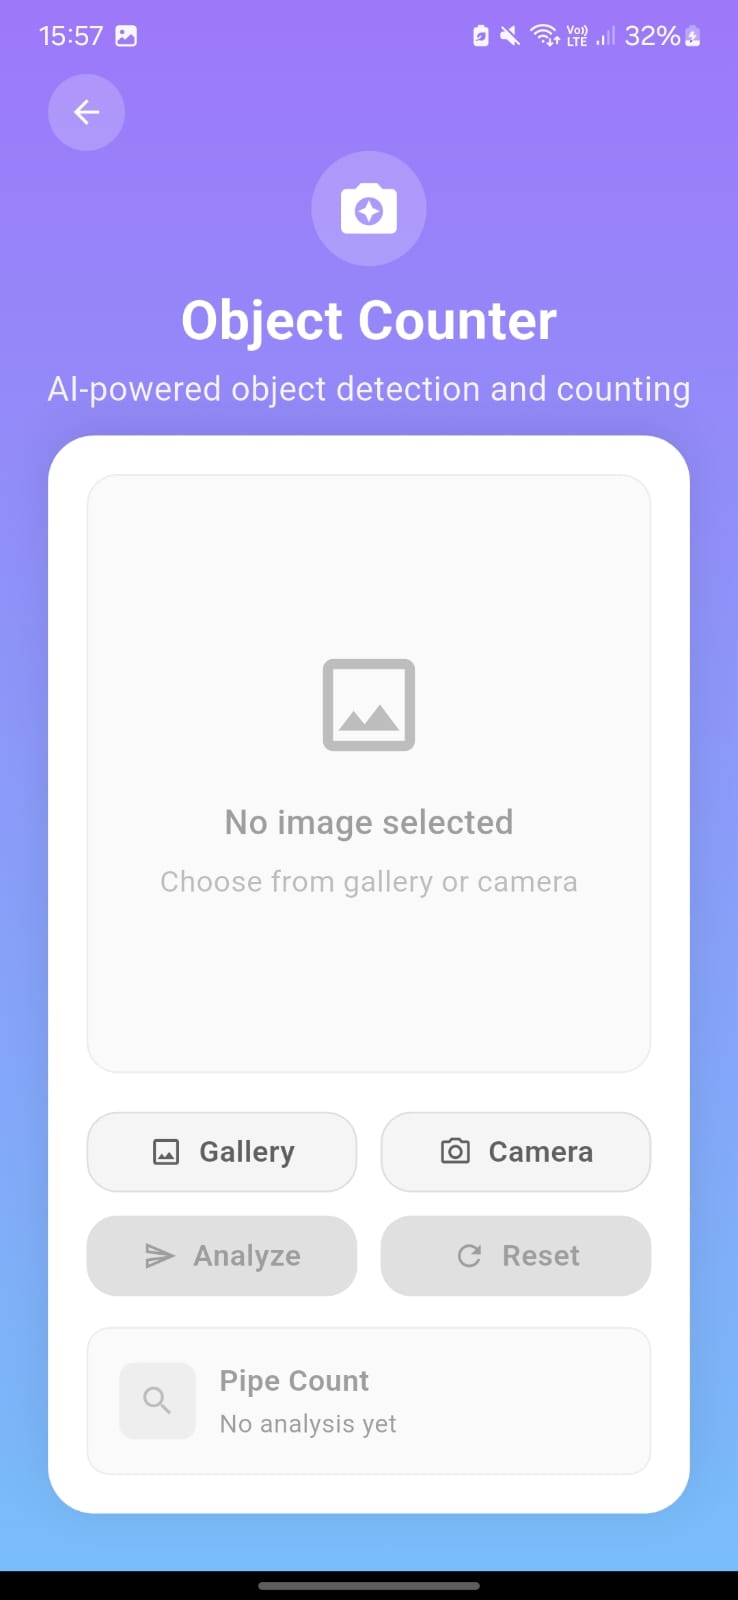 15:57
Vo)) LTE 32%
Object Counter
AI-powered object detection and counting
No image selected
Choose from gallery or camera
Gallery
Camera
Analyze
Reset
Pipe Count
No analysis yet